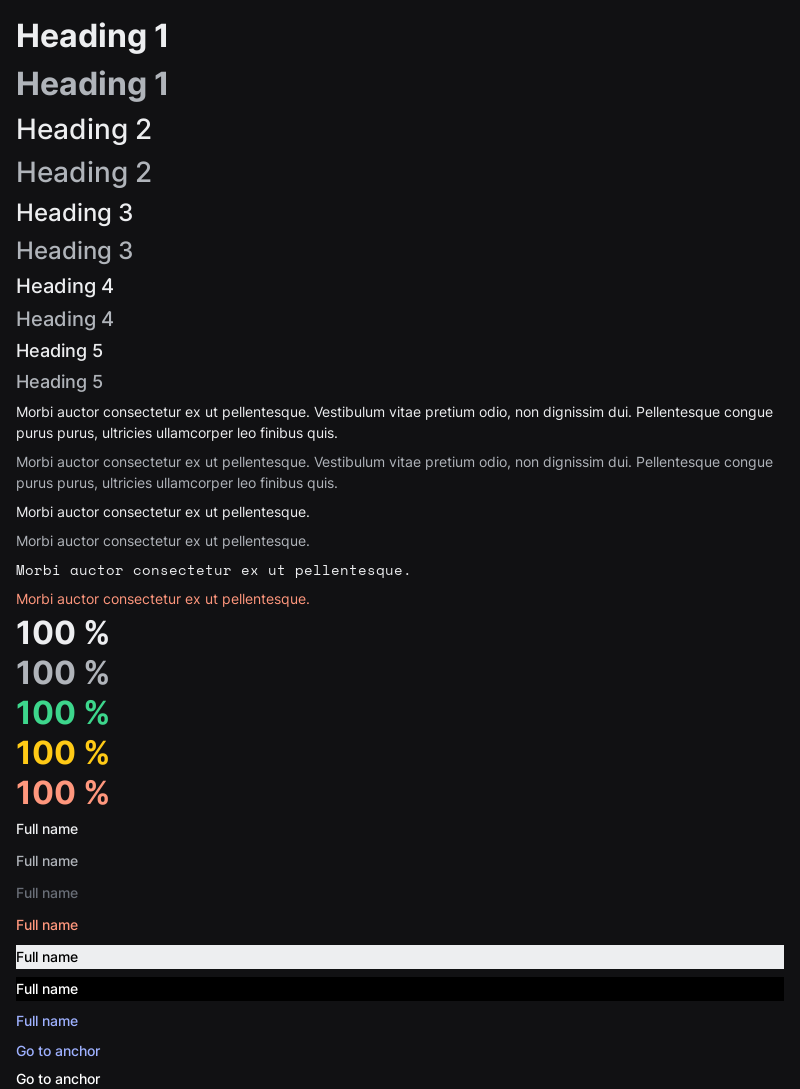 Heading 1
Heading 1
Heading 2
Heading 2
Heading 3
Heading 3
Heading 4
Heading 4
Heading 5
Heading 5
Morbi auctor consectetur ex ut pellentesque. Vestibulum vitae pretium odio, non dignissim dui. Pellentesque congue
purus purus, ultricies ullamcorper leo finibus quis.
Morbi auctor consectetur ex ut pellentesque. Vestibulum vitae pretium odio, non dignissim dui. Pellentesque congue
purus purus, ultricies ullamcorper leo finibus quis.
Morbi auctor consectetur ex ut pellentesque.
Morbi auctor consectetur ex ut pellentesque.
Morbi auctor consectetur ex ut pellentesque.
Morbi auctor consectetur ex ut pellentesque.
100 %
100 %
100 %
100 %
100 %
Full name
Full name
Full name
Full name
Full name
Full name
Full name
Go to anchor
Go to anchor